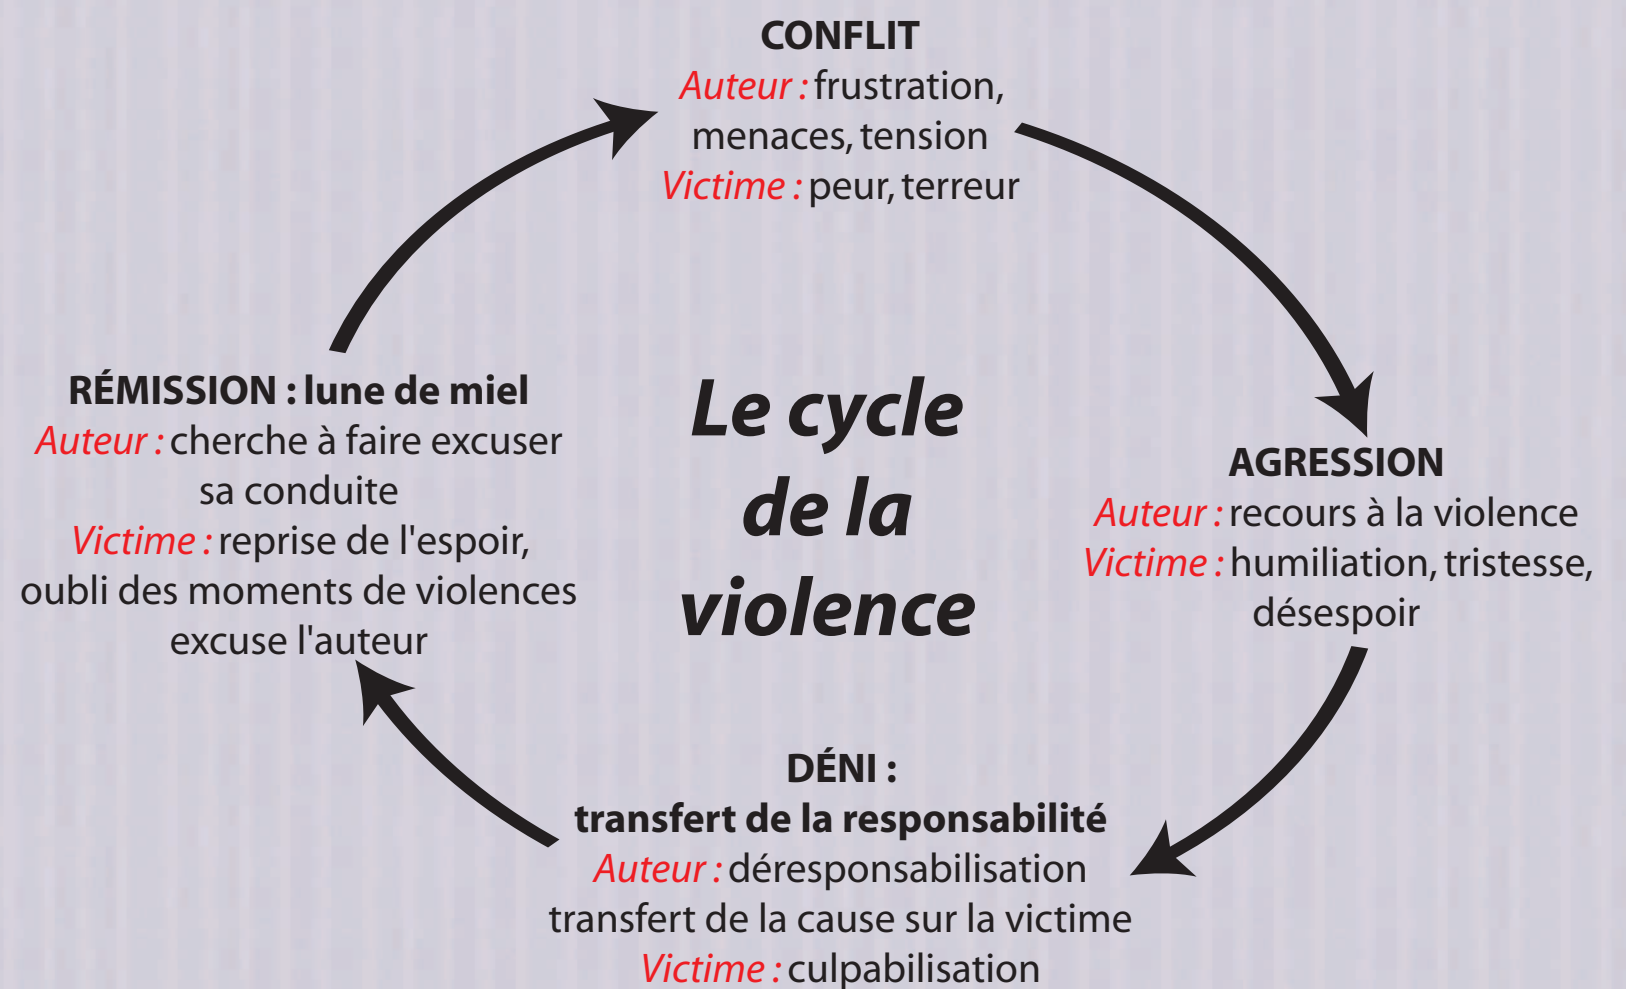 CONFLIT
Auteur : frustration,
menaces, tension
Victime : peur, terreur
AGRESSION
Auteur : recours à la violence
Victime : humiliation, tristesse,
désespoir
DÉNI :
transfert de la responsabilité
Auteur : déresponsabilisation
transfert de la cause sur la victime
Victime : culpabilisation
RÉMISSION : lune de miel
Auteur : cherche à faire excuser
sa conduite
Victime : reprise de l'espoir,
oubli des moments de violences
excuse l'auteur
Le cycle
de la
violence